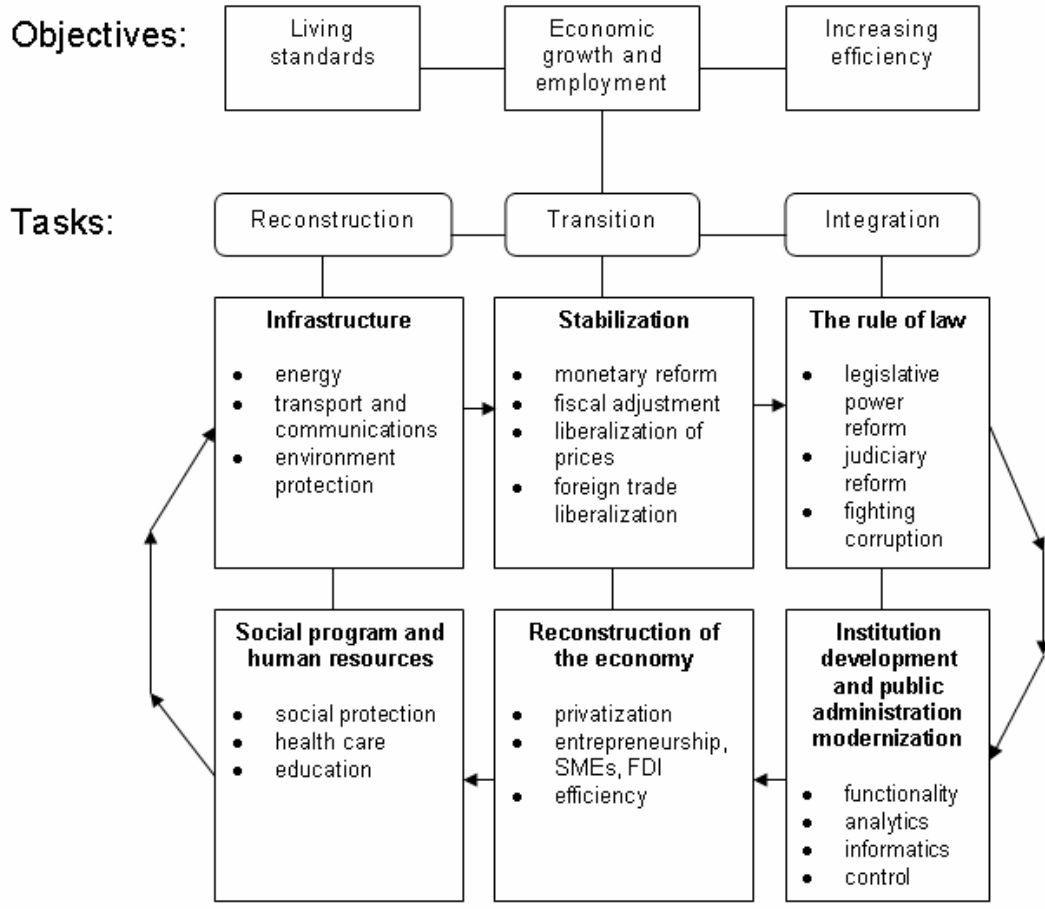 Objectives:
Living
standards
Economic
growth and
employment
Increasing
efficiency
Tasks:
Reconstruction
Transition
Integration
Infrastructure
• energy
• transport and
communications
• environment
protection
Stabilization
• monetary reform
• fiscal adjustment
• liberalization of
prices
• foreign trade
liberalization
The rule of law
• legislative
power
reform
• judiciary
reform
• fighting
corruption
Social program and
human resources
• social protection
• health care
• education
Reconstruction of
the economy
• privatization
• entrepreneurship,
SMEs, FDI
• efficiency
Institution
development
and public
administration
modernization
• functionality
• analytics
• informatics
• control